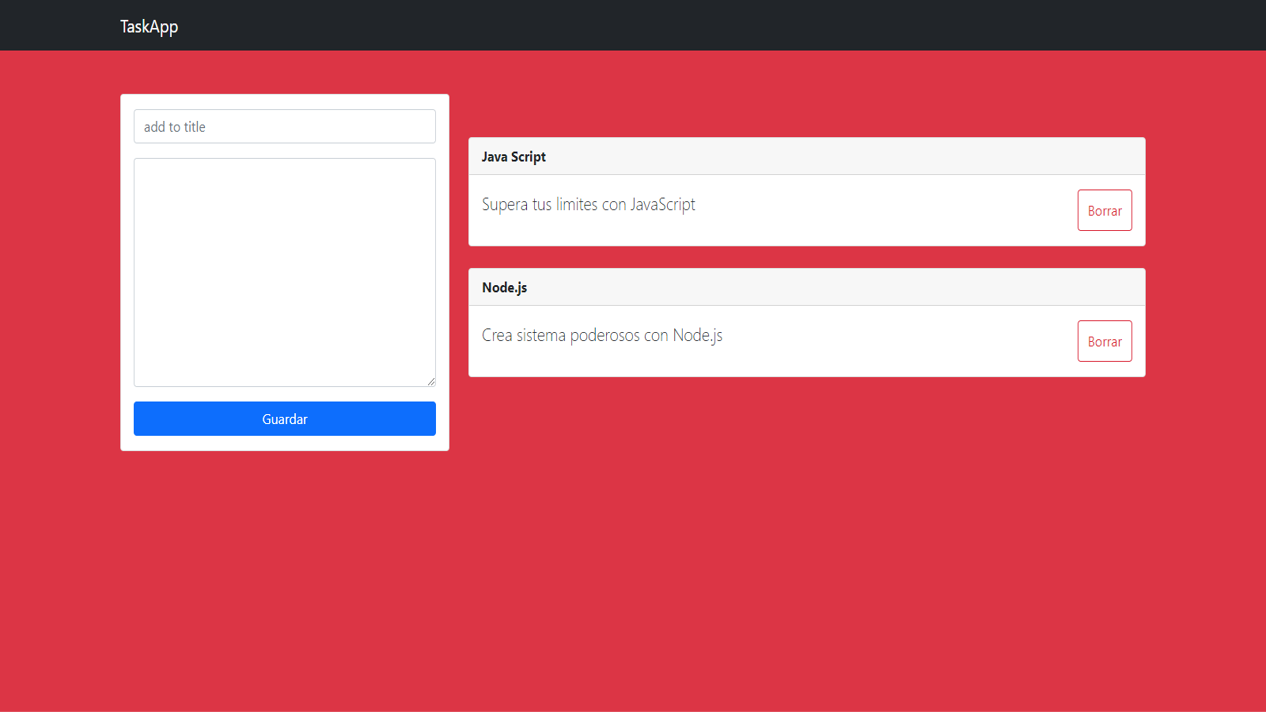 TaskApp
add to title
Guardar
Java Script
Supera tus limites con JavaScript
Borrar
Node.js
Crea sistema poderosos con Node.js
Borrar